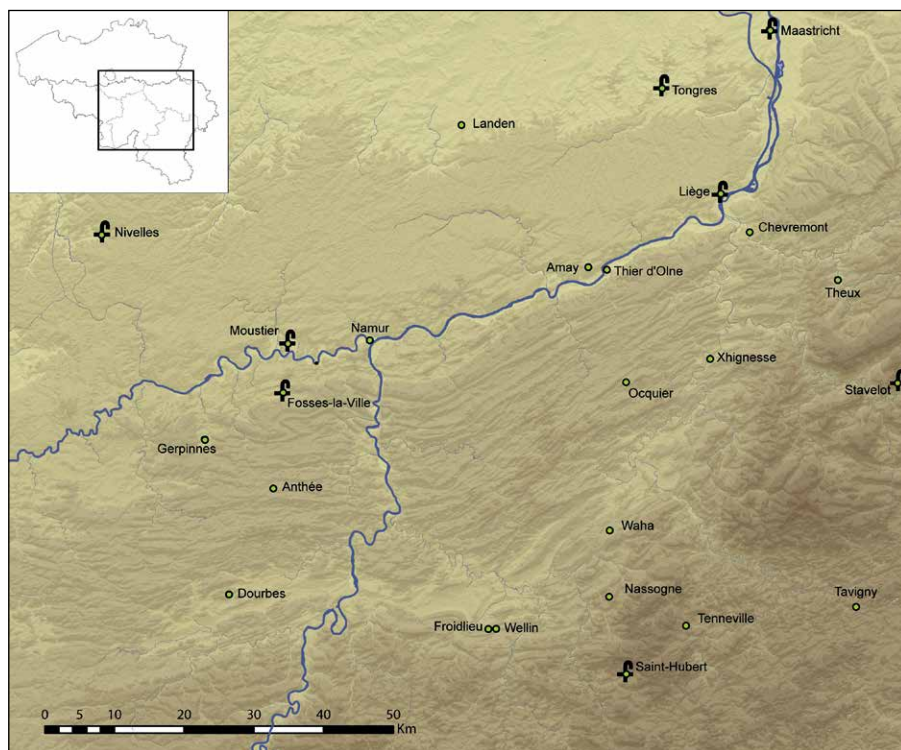 Maastricht
Tongres
Landen
Liège
Chevremont
Nivelles
Amay
Thier d'Olne
Theux
Moustier
Namur
Xhignesse
Ocquier
Stavelot
Fosses-la-Ville
Gerpinnes
Anthée
Waha
Dourbes
Nassogne
Tavigny
Froidlieu
Wellin
Tenneville
Saint-Hubert
0 10 20 30 40 50
Km